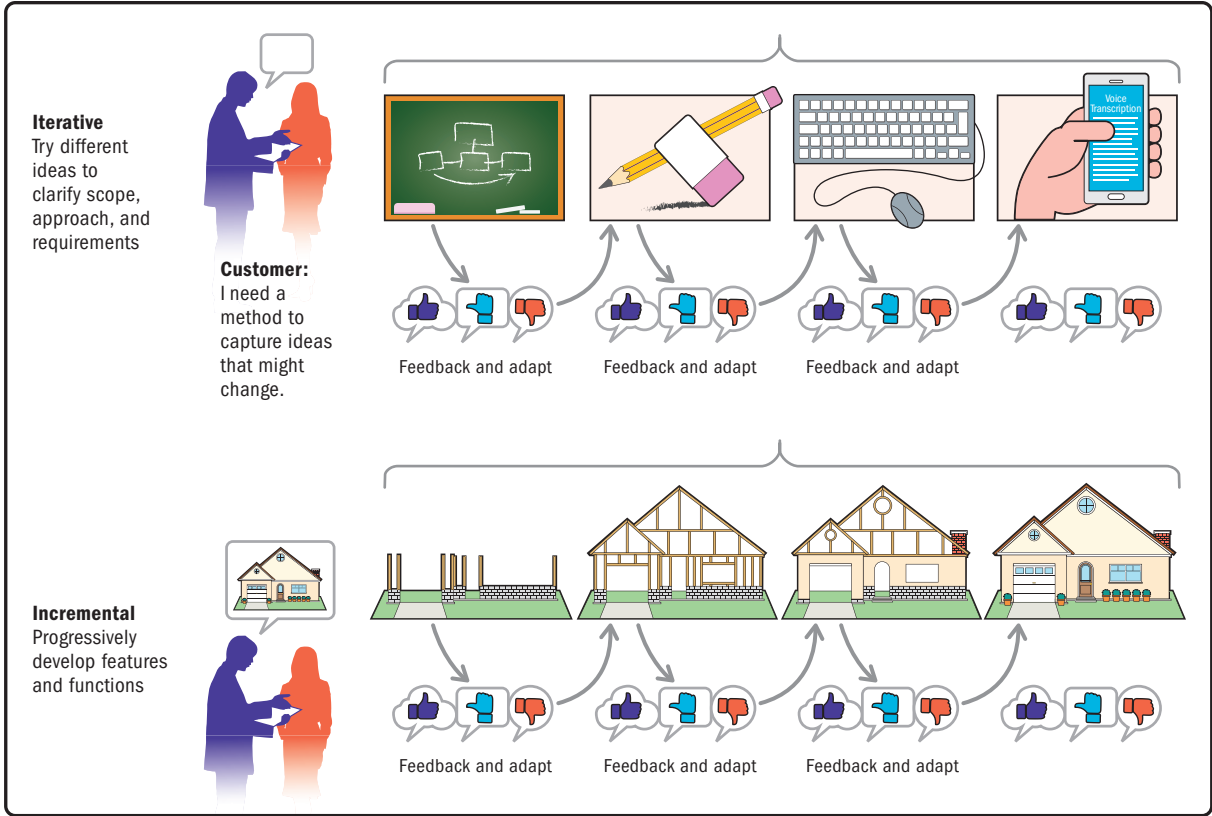 Iterative
Try different
ideas to
clarify scope,
approach, and
requirements
Customer:
I need a
method to
capture ideas
that might
change.
Voice
Transcription
Feedback and adapt
Feedback and adapt
Feedback and adapt
Incremental
Progressively
develop features
and functions
Feedback and adapt
Feedback and adapt
Feedback and adapt